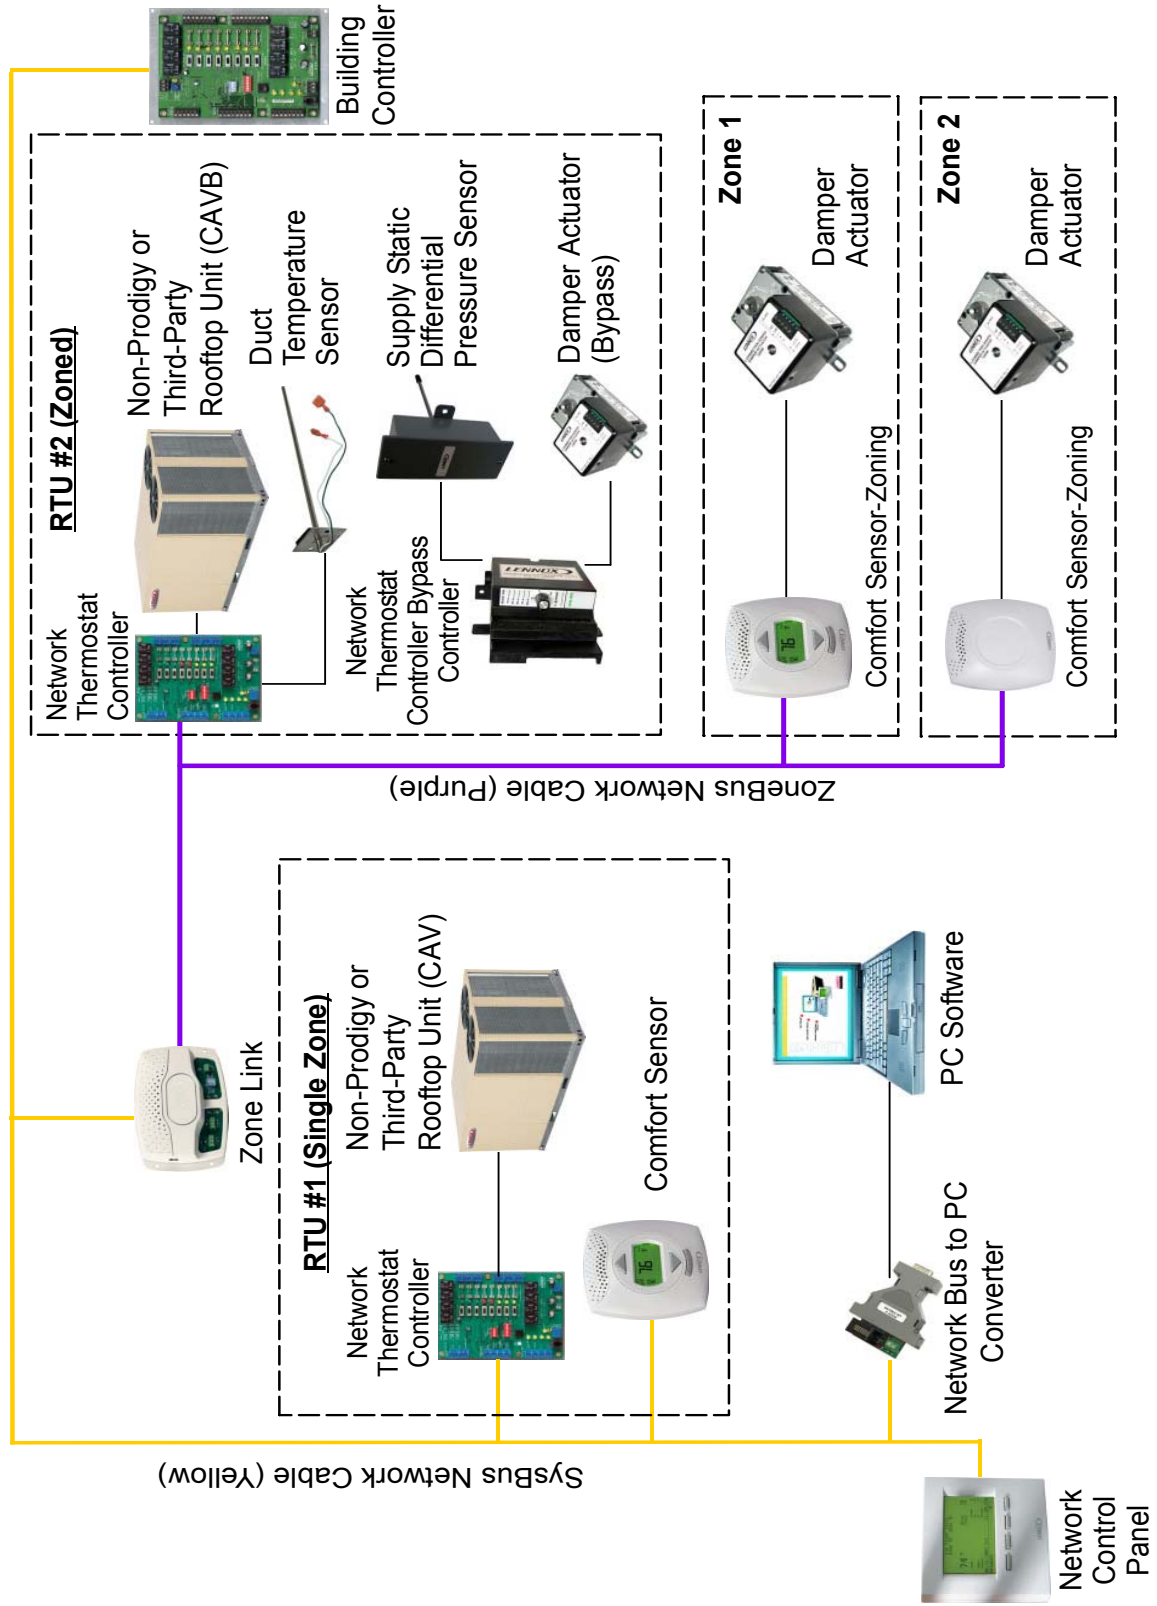 Network
Control
Panel
SysBus Network Cable (Yellow)
Network Bus to PC
Converter
PC Software
RTU #1 (Single Zone)
Network
Thermostat
Controller
Non-Prodigy or
Third-Party
Rooftop Unit (CAV)
Comfort Sensor
76
Zone Link
ZoneBus Network Cable (Purple)
RTU #2 (Zoned)
Network
Thermostat
Controller
Non-Prodigy or
Third-Party
Rooftop Unit (CAVB)
Duct
Temperature
Sensor
Network
Thermostat
Controller Bypass
Controller
LENNOX
Supply Static
Differential
Pressure Sensor
Damper Actuator
(Bypass)
Building
Controller
Zone 1
76
Comfort Sensor-Zoning
Damper
Actuator
Zone 2
Comfort Sensor-Zoning
Damper
Actuator